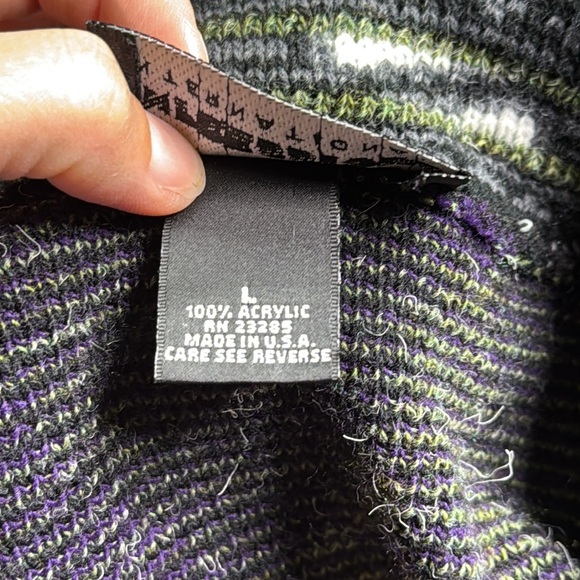 L
100% ACRYLIC
RN 23285
MADE IN U.S.A.
CARE SEE REVERSE